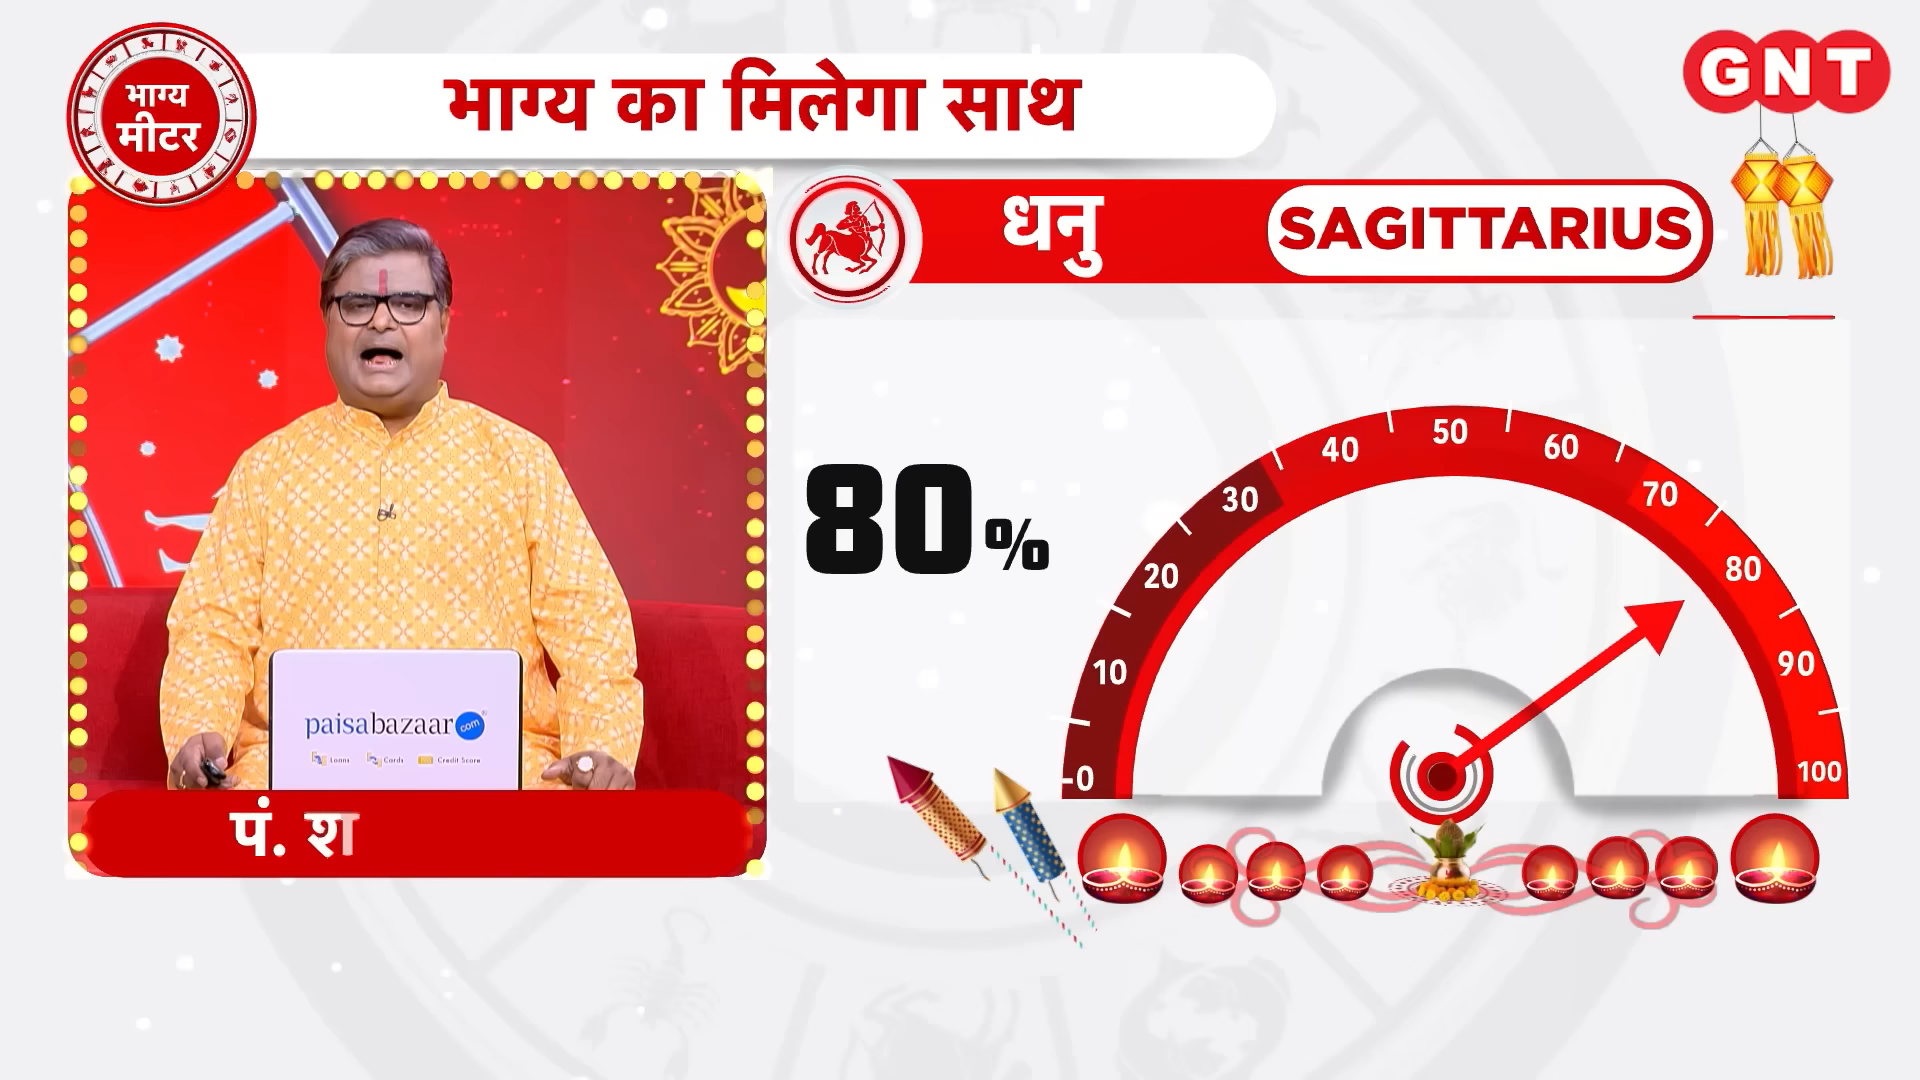 भाग्य
मीटर
भाग्य का मिलेगा साथ
GNT
धनु
SAGITTARIUS
80%
0
10
20
30
40
50
60
70
80
90
100
paisabazaar.com
Loans
Cards
Credit Score
पं. श